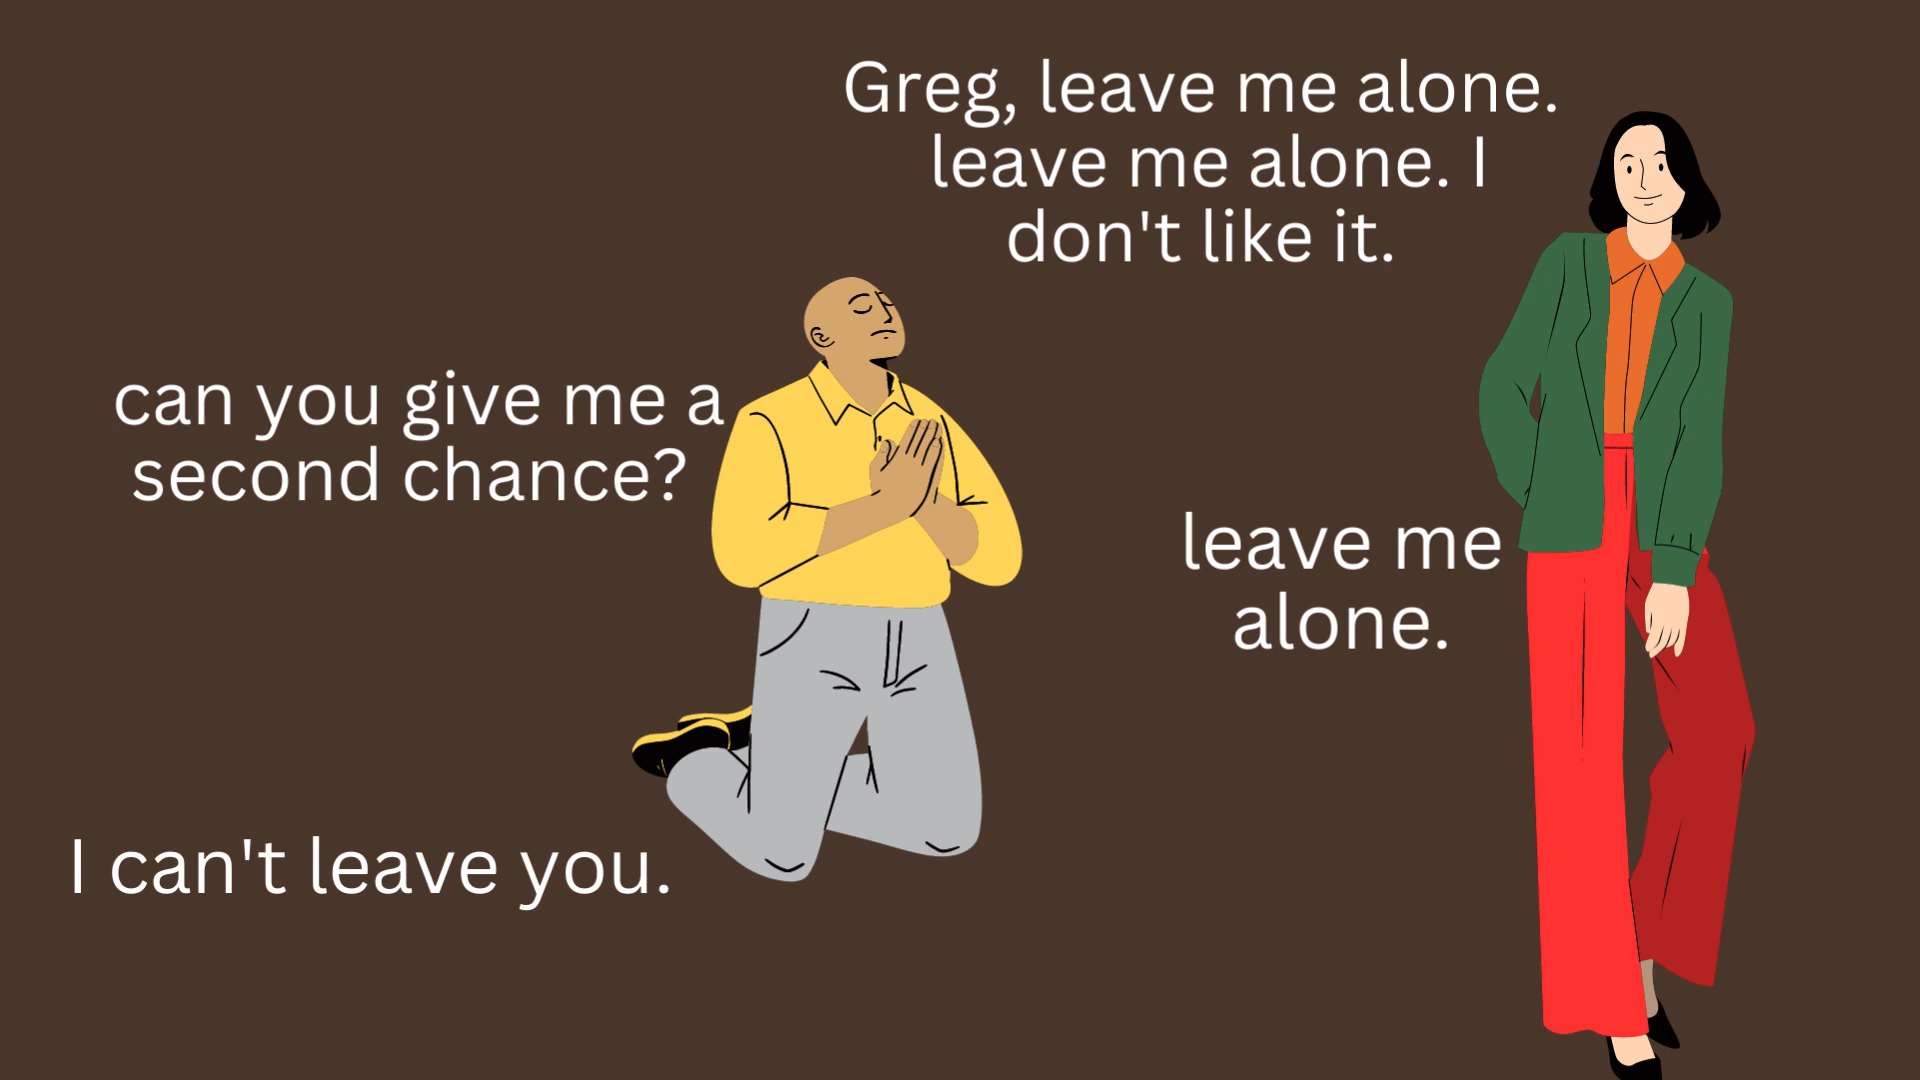 Greg, leave me alone.
leave me alone. I
don't like it.
can you give me a
second chance?
leave me
alone.
I can't leave you.